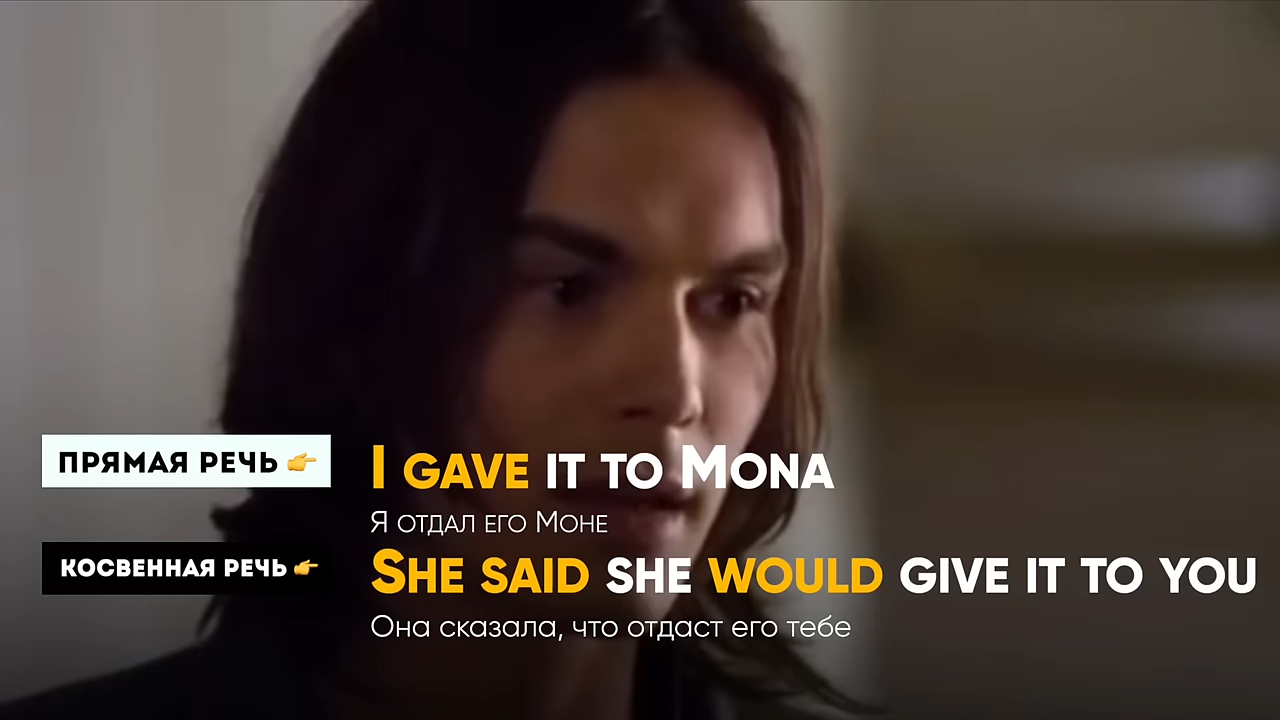 ПРЯМАЯ РЕЧЬ 👉 I GAVE IT TO MONA
Я ОТДАЛ ЕГО МОНЕ
КОСВЕННАЯ РЕЧЬ 👉 SHE SAID SHE WOULD GIVE IT TO YOU
Она сказала, что отдаст его тебе